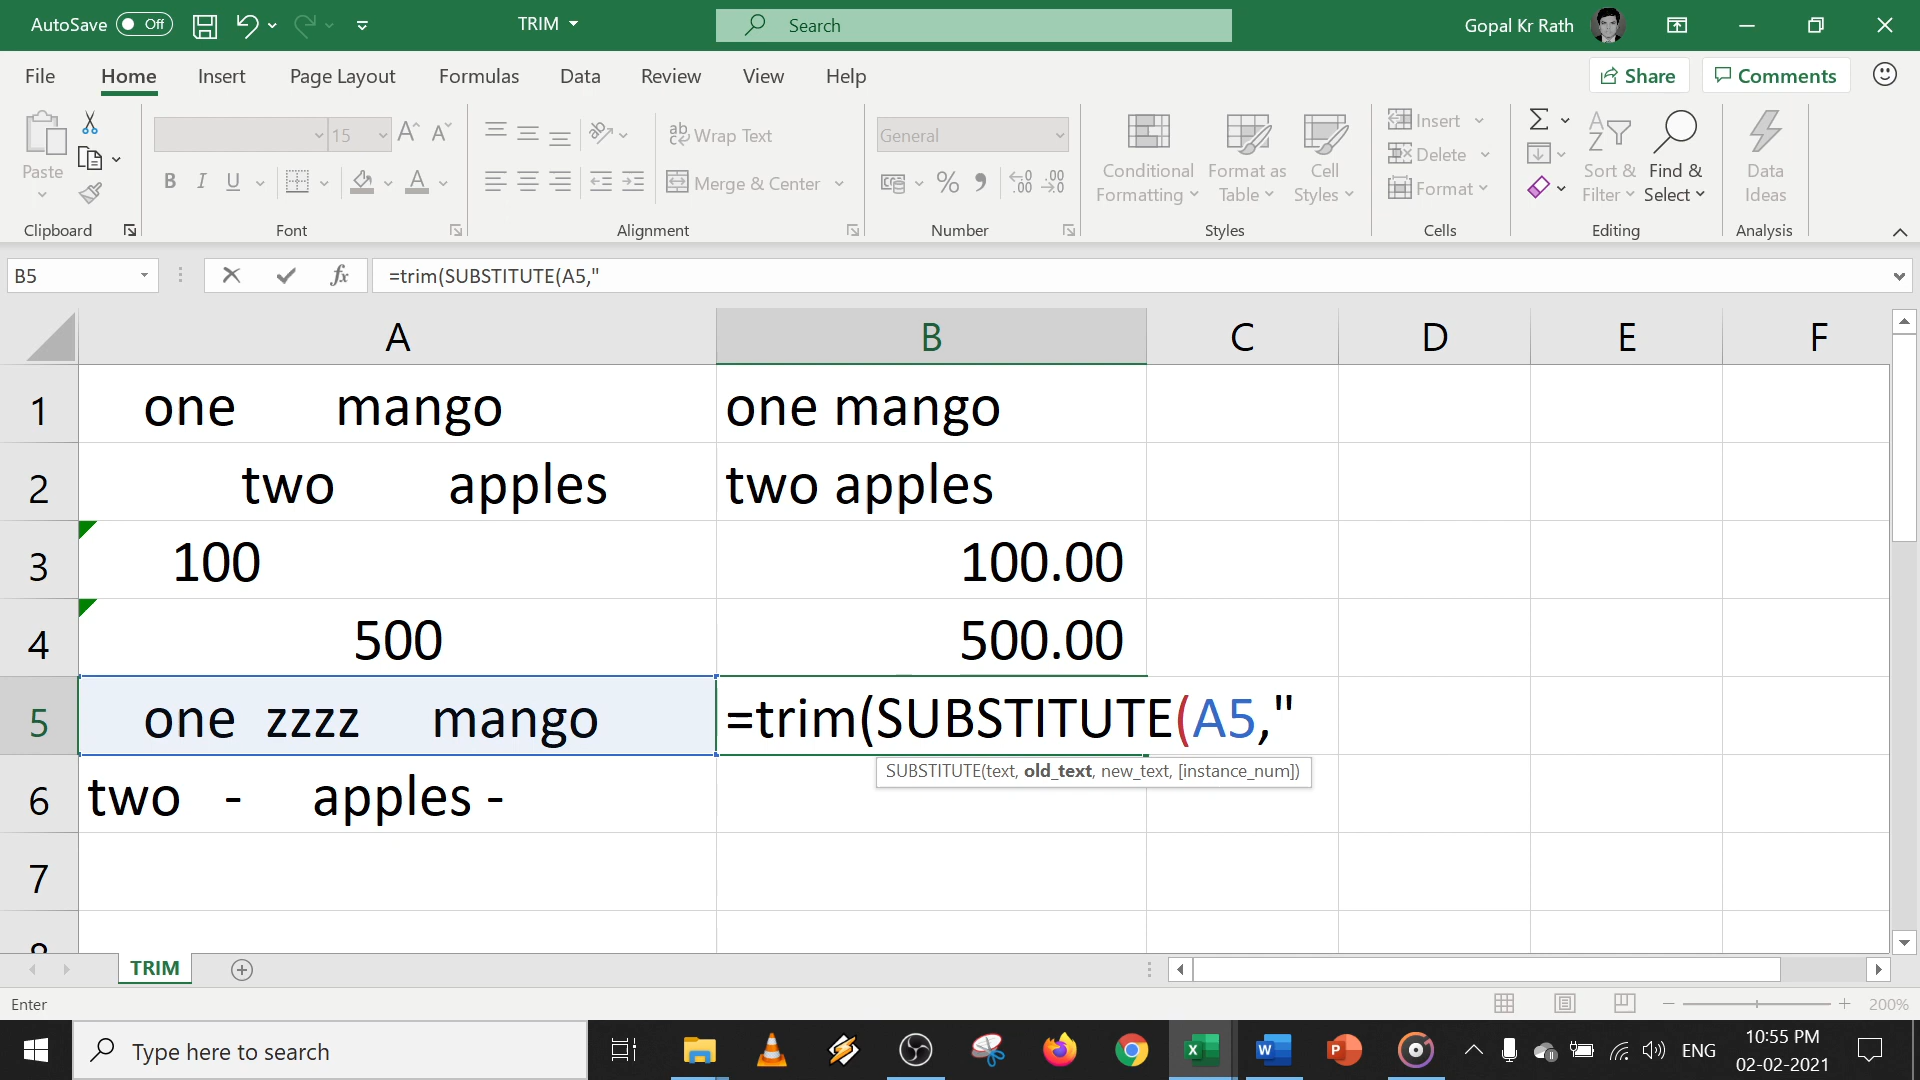 AutoSave Off TRIM Search Gopal Kr Rath
File Home Insert Page Layout Formulas Data Review View Help Share Comments
Paste 15 Wrap Text General Conditional Formatting Format as Table Cell Styles Insert Delete Format Sort & Filter Find & Select Data Ideas
B I U Merge & Center
Clipboard Font Alignment Number Styles Cells Editing Analysis
B5 fx =trim(SUBSTITUTE(A5,"
A B C D E F
1 one mango one mango
2 two apples two apples
3 100 100.00
4 500 500.00
5 one zzzz mango =trim(SUBSTITUTE(A5,"
SUBSTITUTE(text, old_text, new_text, [instance_num])
6 two - apples -
7
8
TRIM
Enter 200%
Type here to search ENG 10:55 PM
02-02-2021